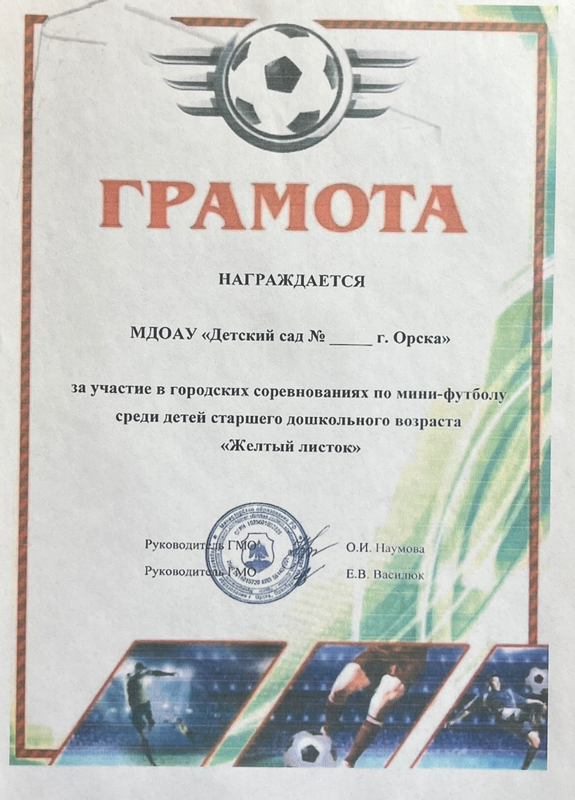 ГРАМОТА
НАГРАЖДАЕТСЯ
МДОАУ «Детский сад № _____ г. Орска»
за участие в городских соревнованиях по мини-футболу
среди детей старшего дошкольного возраста
«Желтый листок»
Руководитель ГМО О.И. Наумова
Руководитель ГМО Е.В. Василюк